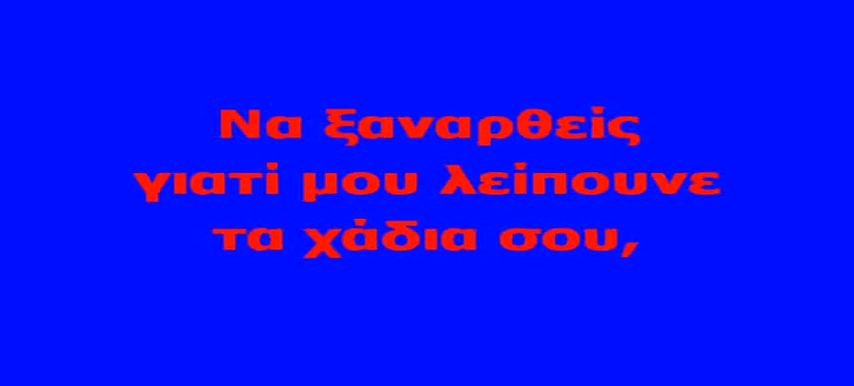 Να ξαναρθείς
γιατί μου λείπουνε
τα χάδια σου,